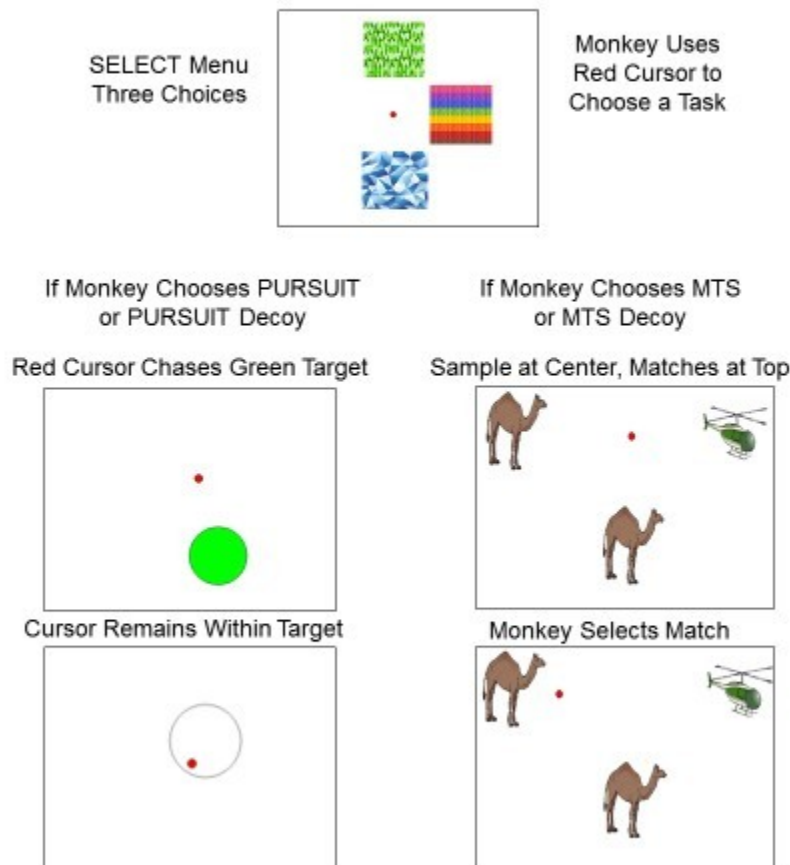 SELECT Menu
Three Choices
Monkey Uses
Red Cursor to
Choose a Task
If Monkey Chooses PURSUIT
or PURSUIT Decoy
If Monkey Chooses MTS
or MTS Decoy
Red Cursor Chases Green Target
Sample at Center, Matches at Top
Cursor Remains Within Target
Monkey Selects Match